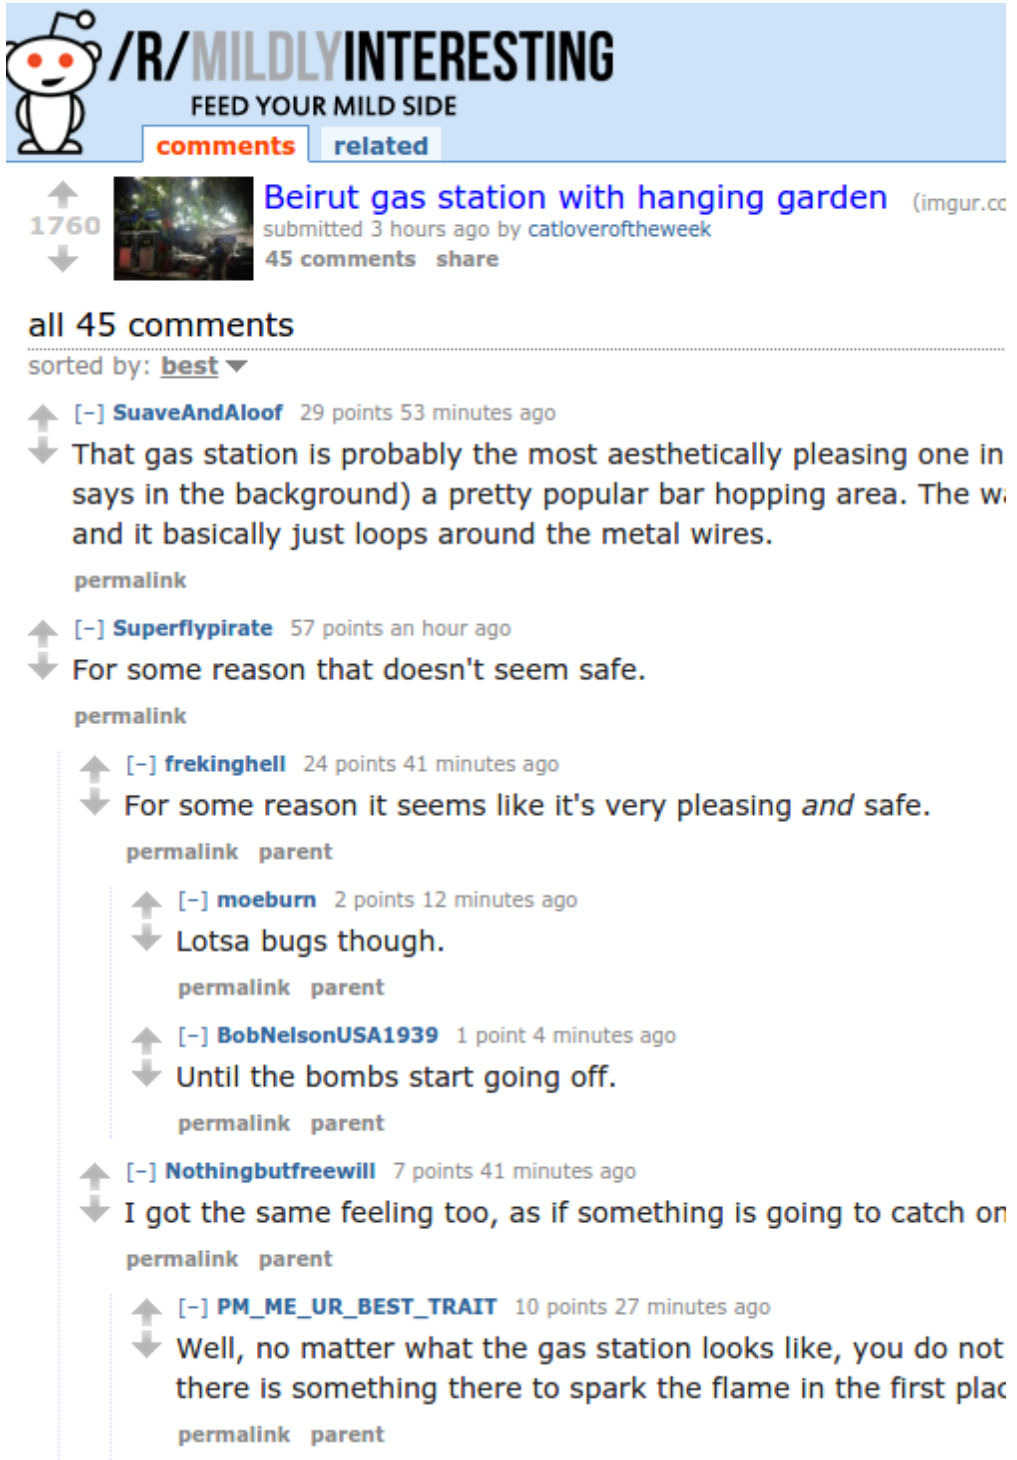 /R/MILDLYINTERESTING
FEED YOUR MILD SIDE
comments related
Beirut gas station with hanging garden (imgur.co
1760
submitted 3 hours ago by catloveroftheweek
45 comments share
all 45 comments
sorted by: best
[–] SuaveAndAloof 29 points 53 minutes ago
That gas station is probably the most aesthetically pleasing one in
says in the background) a pretty popular bar hopping area. The
and it basically just loops around the metal wires.
permalink
[–] Superflypirate 57 points an hour ago
For some reason that doesn't seem safe.
permalink
[–] frekinghell 24 points 41 minutes ago
For some reason it seems like it's very pleasing and safe.
permalink parent
[–] moeburn 2 points 12 minutes ago
Lotsa bugs though.
permalink parent
[–] BobNelsonUSA1939 1 point 4 minutes ago
Until the bombs start going off.
permalink parent
[–] Nothingbutfreewill 7 points 41 minutes ago
I got the same feeling too, as if something is going to catch on
permalink parent
[–] PM_ME_UR_BEST_TRAIT 10 points 27 minutes ago
Well, no matter what the gas station looks like, you do not
there is something there to spark the flame in the first plac
permalink parent